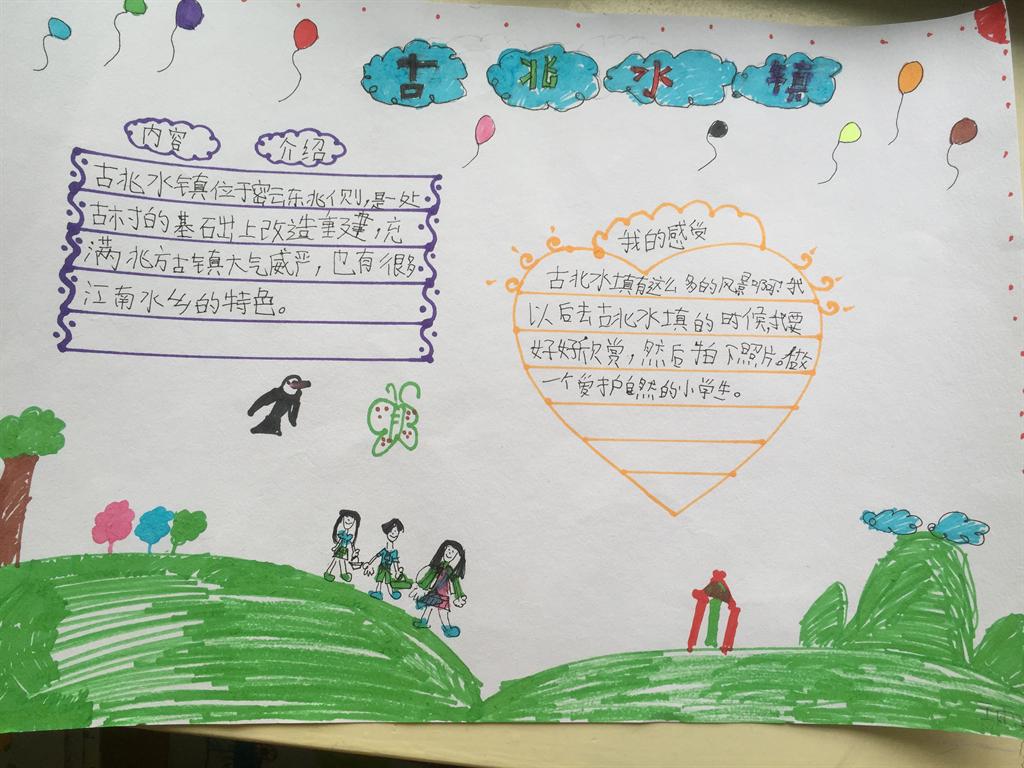 古北水镇
内容 介绍
古北水镇位于密云东北侧,是一处
古村的基石出上改造重建,充
满北方古镇大气威严,也有很多
江南水乡的特色。
我的感受
古北水填有这么多的风景啊!我
以后去古北水填的时候,我要
好好欣赏,然后拍下照片。做
一个爱护自然的小学生。